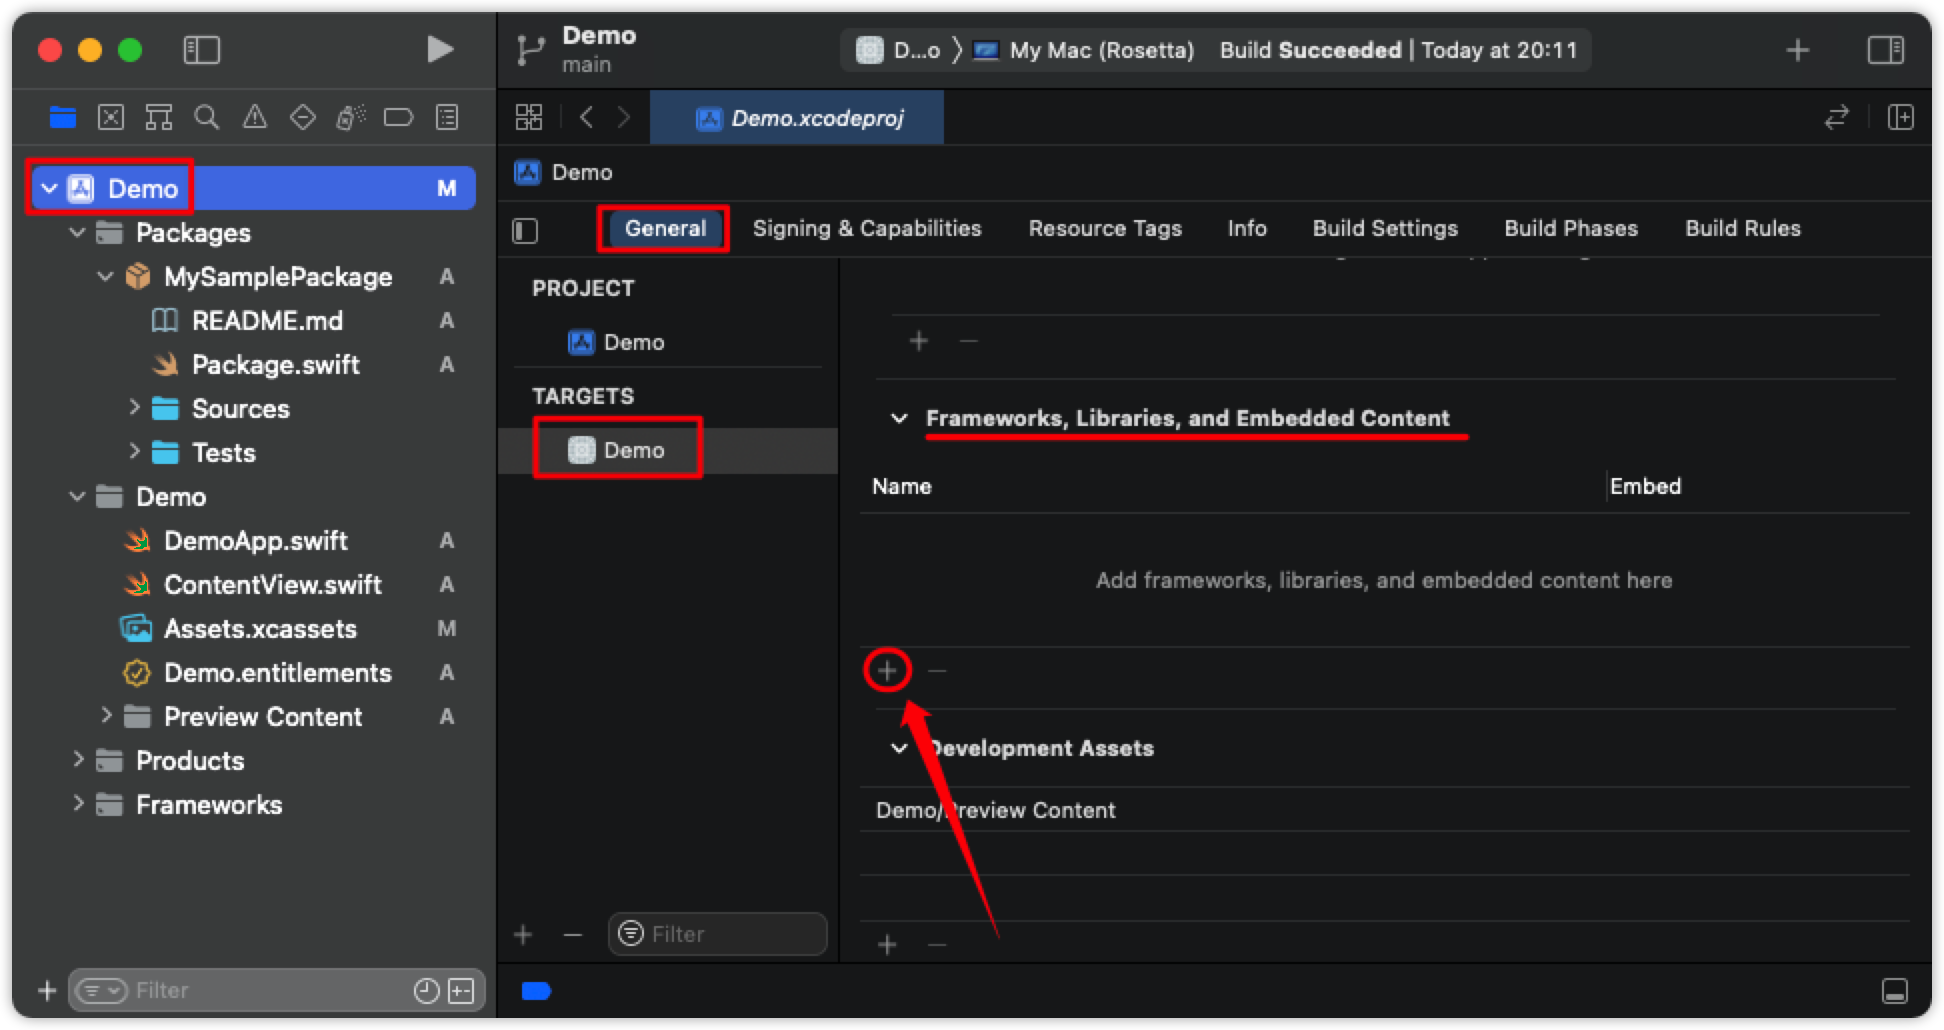 Demo
main
D...o 〉 My Mac (Rosetta) Build Succeeded | Today at 20:11
Demo.xcodeproj
Demo M
Packages
MySamplePackage A
README.md A
Package.swift A
Sources
Tests
Demo
DemoApp.swift A
ContentView.swift A
Assets.xcassets M
Demo.entitlements A
Preview Content A
Products
Frameworks
Filter
Demo
General Signing & Capabilities Resource Tags Info Build Settings Build Phases Build Rules
PROJECT
Demo
TARGETS
Demo
Filter
Frameworks, Libraries, and Embedded Content
Name Embed
Add frameworks, libraries, and embedded content here
Development Assets
Demo/Preview Content